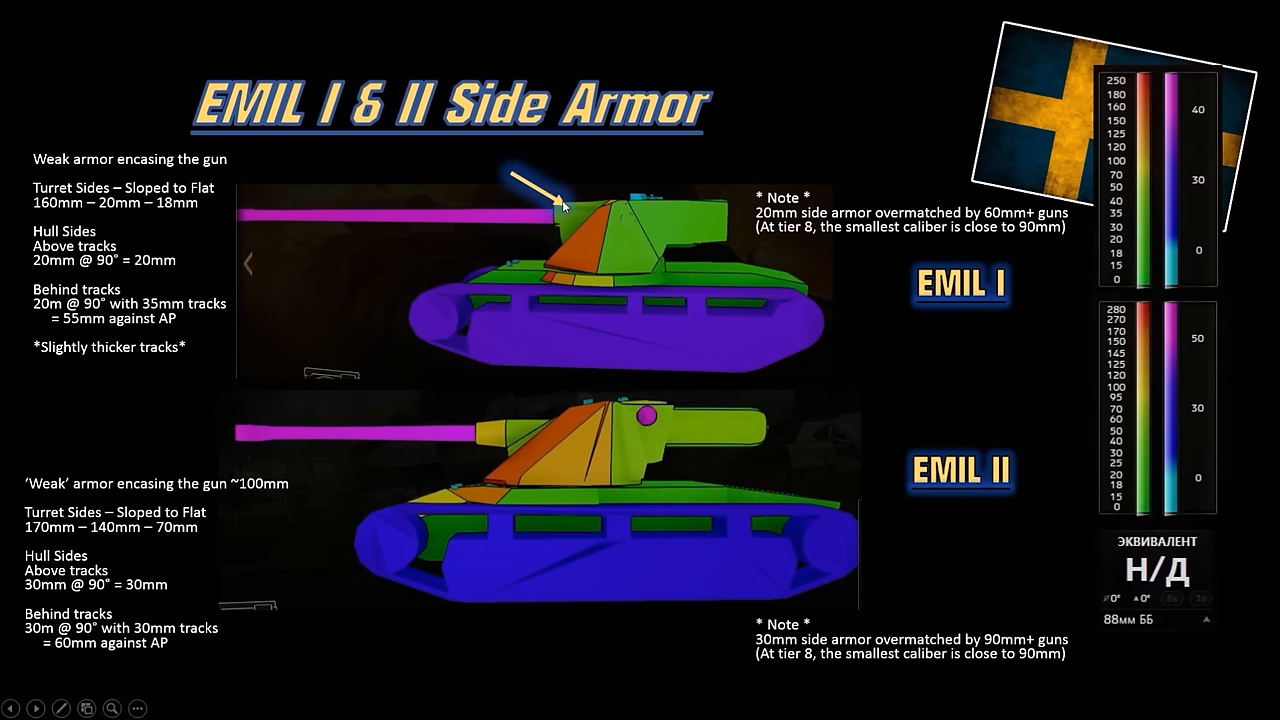 EMIL I & II Side Armor
Weak armor encasing the gun
Turret Sides – Sloped to Flat
160mm – 20mm – 18mm
Hull Sides
Above tracks
20mm @ 90° = 20mm
Behind tracks
20m @ 90° with 35mm tracks
= 55mm against AP
*Slightly thicker tracks*
* Note *
20mm side armor overmatched by 60mm+ guns
(At tier 8, the smallest caliber is close to 90mm)
EMIL I
250
180
160
150
125
120
100
70
50
40
35
30
20
18
15
0
40
30
0
‘Weak’ armor encasing the gun ~100mm
Turret Sides – Sloped to Flat
170mm – 140mm – 70mm
Hull Sides
Above tracks
30mm @ 90° = 30mm
Behind tracks
30m @ 90° with 30mm tracks
= 60mm against AP
EMIL II
* Note *
30mm side armor overmatched by 90mm+ guns
(At tier 8, the smallest caliber is close to 90mm)
280
270
170
150
145
125
120
100
95
70
60
50
40
30
25
20
18
15
0
50
30
0
ЭКВИВАЛЕНТ
Н/Д
0° 0° 2x 3x
88мм ББ